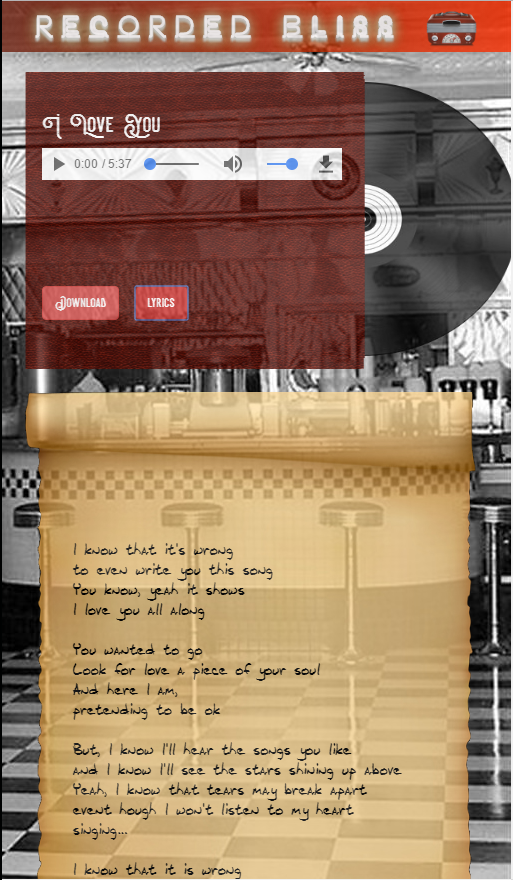 RECORDED BLISS
I Love You
0:00 / 5:37
Download
Lyrics
I know that it's wrong
to even write you this song
You know, yeah it shows
I love you all along
You wanted to go
Look for love a piece of your soul
And here I am,
pretending to be ok
But, I know I'll hear the songs you like
and I know I'll see the stars shining up above
Yeah, I know that tears may break apart
event hough I won't listen to my heart
singing...
I know that it is wrong